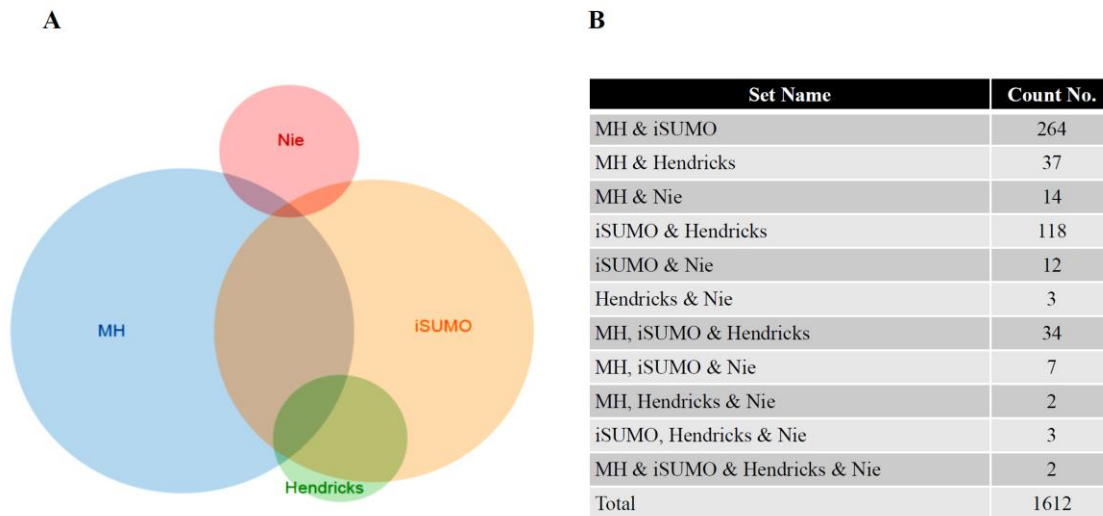 A
B
Nie
MH
iSUMO
Hendricks
Set Name Count No.
MH & iSUMO 264
MH & Hendricks 37
MH & Nie 14
iSUMO & Hendricks 118
iSUMO & Nie 12
Hendricks & Nie 3
MH, iSUMO & Hendricks 34
MH, iSUMO & Nie 7
MH, Hendricks & Nie 2
iSUMO, Hendricks & Nie 3
MH & iSUMO & Hendricks & Nie 2
Total 1612